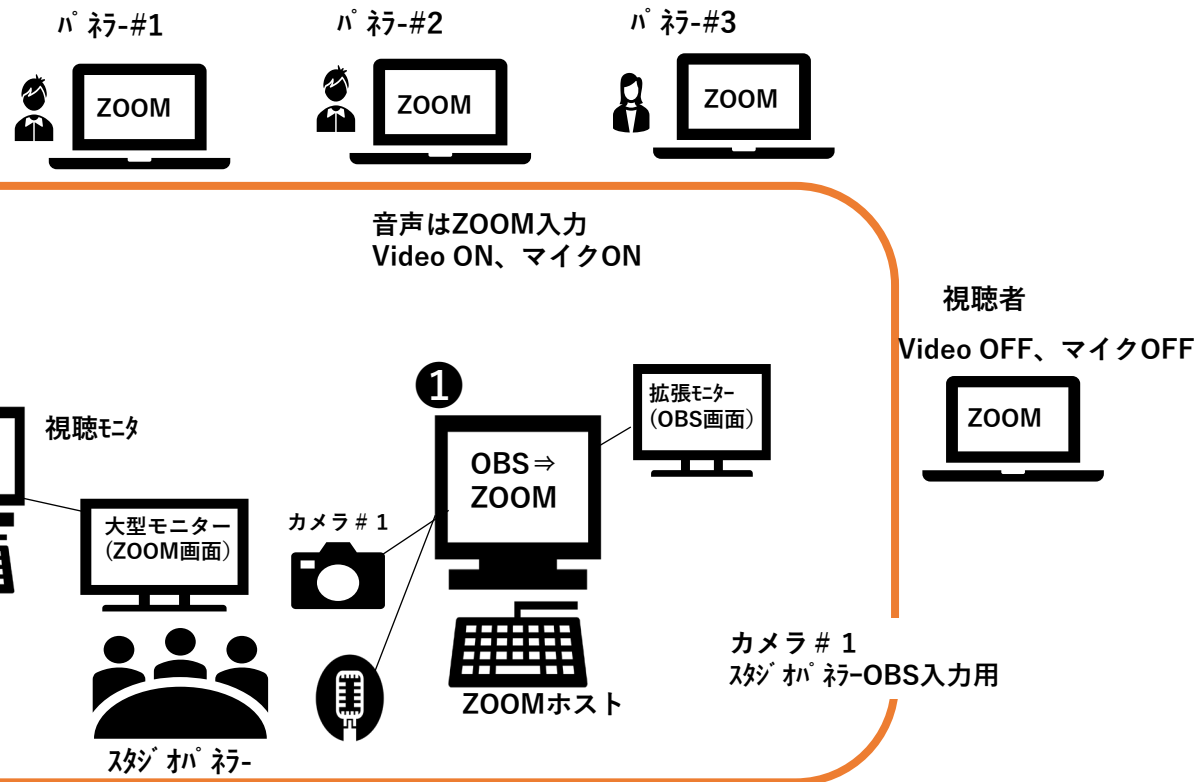 ﾊﾟﾈﾗｰ#1
ﾊﾟﾈﾗｰ#2
ﾊﾟﾈﾗｰ#3
ZOOM
ZOOM
ZOOM
音声はZOOM入力
Video ON、マイクON
視聴者
Video OFF、マイクOFF
ZOOM
❶
拡張ﾓﾆﾀｰ
(OBS画面)
視聴ﾓﾆﾀ
OBS⇒
ZOOM
大型モニター
(ZOOM画面)
カメラ＃１
カメラ＃１
ｽﾀｼﾞｵﾊﾟﾈﾗｰOBS入力用
ZOOMホスト
ｽﾀｼﾞｵﾊﾟﾈﾗｰ